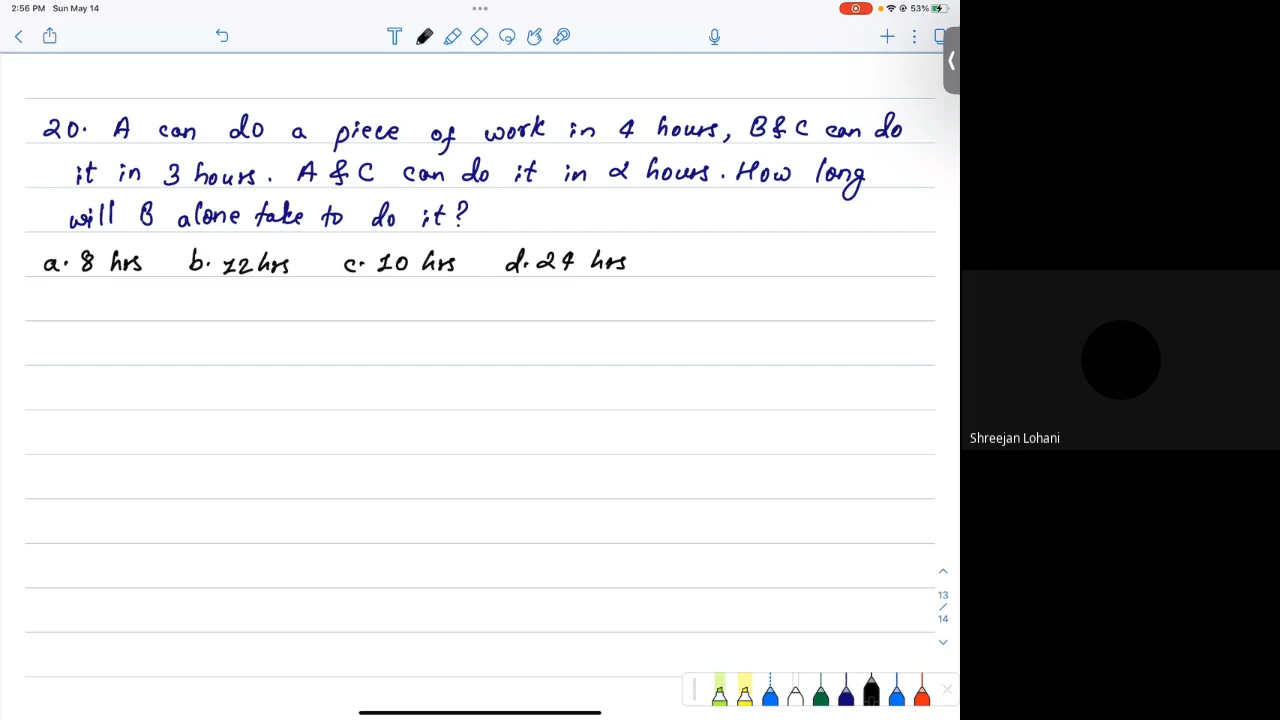 2:56 PM Sun May 14
53%
20. A can do a piece of work in 4 hours, B & C can do
it in 3 hours. A & C can do it in 2 hours. How long
will B alone take to do it?
a. 8 hrs b. 12 hrs c. 10 hrs d. 24 hrs
Shreejan Lohani
13
/
14